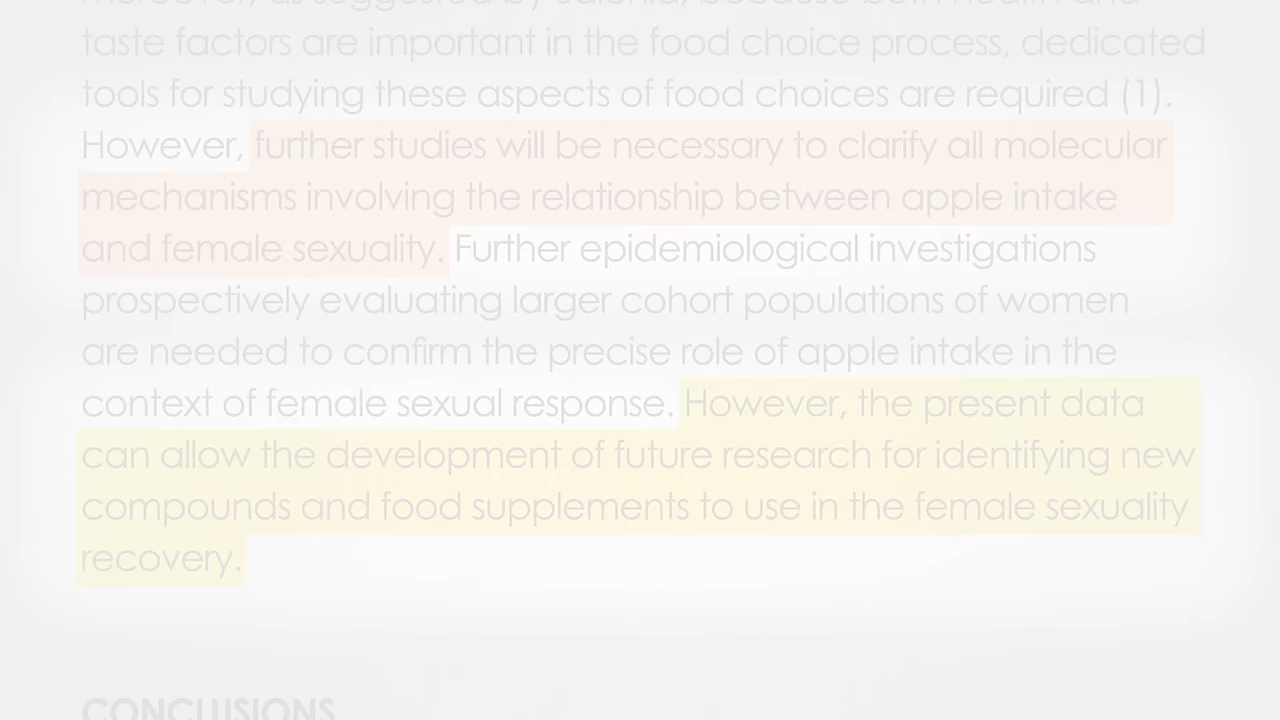 taste factors are important in the food choice process, dedicated
tools for studying these aspects of food choices are required (1).
However, further studies will be necessary to clarify all molecular
mechanisms involving the relationship between apple intake
and female sexuality. Further epidemiological investigations
prospectively evaluating larger cohort populations of women
are needed to confirm the precise role of apple intake in the
context of female sexual response. However, the present data
can allow the development of future research for identifying new
compounds and food supplements to use in the female sexuality
recovery.
CONCLUSIONS